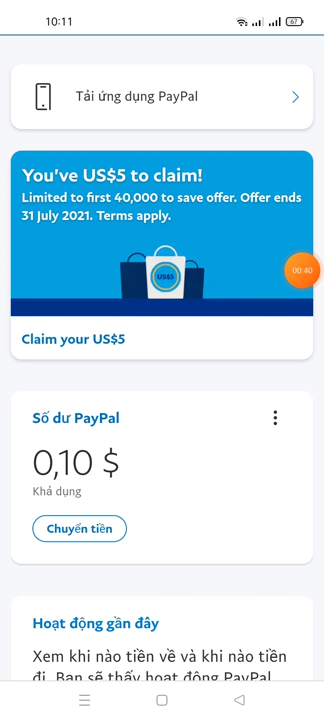 10:11
67
Tải ứng dụng PayPal
You've US$5 to claim!
Limited to first 40,000 to save offer. Offer ends
31 July 2021. Terms apply.
US$5
00:40
Claim your US$5
Số dư PayPal
0,10 $
Khả dụng
Chuyển tiền
Hoạt động gần đây
Xem khi nào tiền về và khi nào tiền
đi. Bạn sẽ thấy hoạt động PayPal